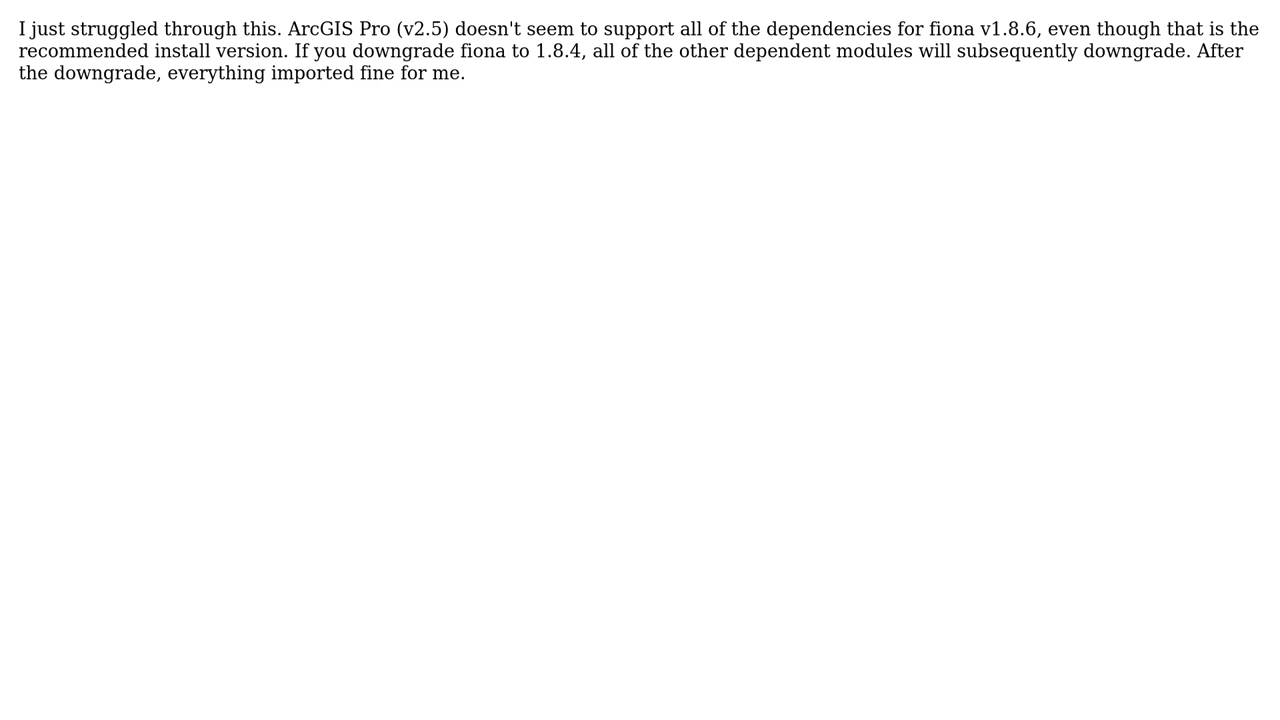 I just struggled through this. ArcGIS Pro (v2.5) doesn't seem to support all of the dependencies for fiona v1.8.6, even though that is the
recommended install version. If you downgrade fiona to 1.8.4, all of the other dependent modules will subsequently downgrade. After
the downgrade, everything imported fine for me.